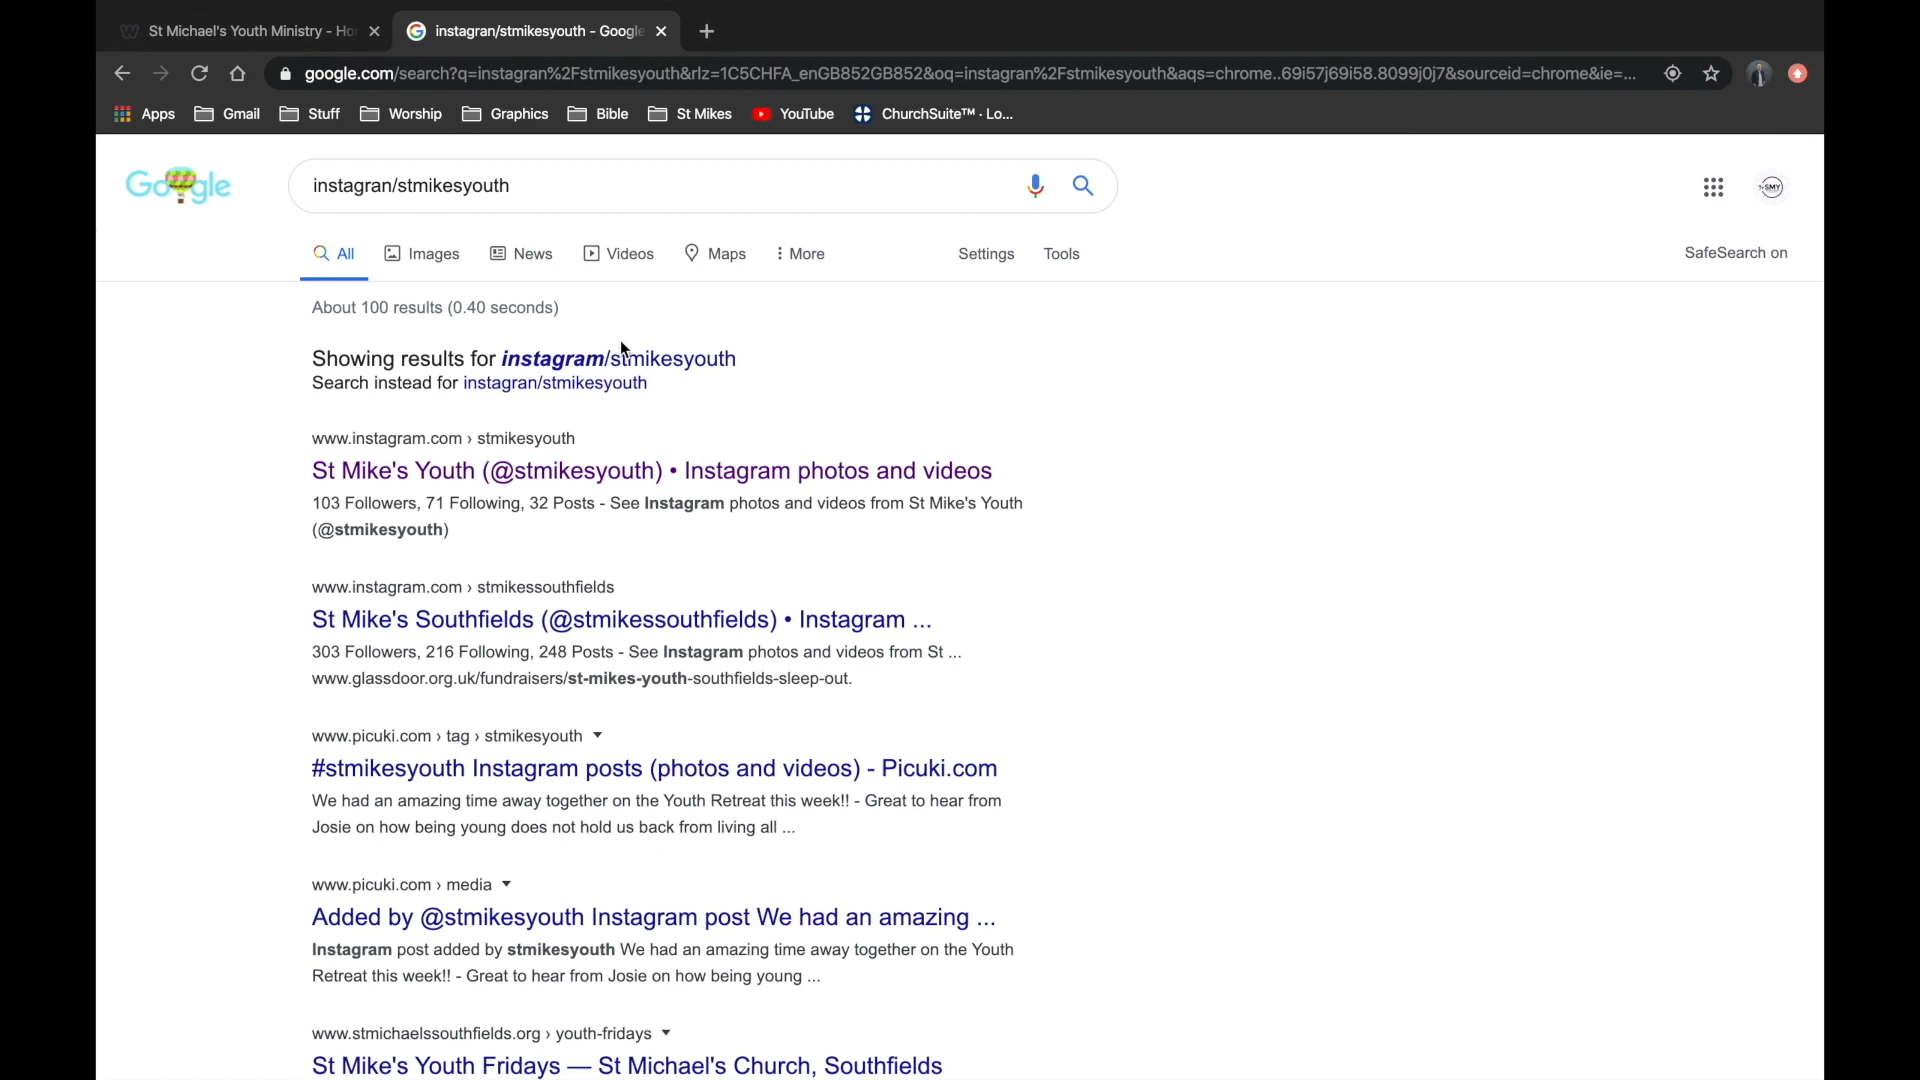 St Michael's Youth Ministry - Ho
instagran/stmikesyouth - Google
google.com/search?q=instagran%2Fstmikesyouth&rlz=1C5CHFA_enGB852GB852&oq=instagran%2Fstmikesyouth&aqs=chrome..69i57j69i58.8099j0j7&sourceid=chrome&ie=...
Apps Gmail Stuff Worship Graphics Bible St Mikes YouTube ChurchSuite™ · Lo...
Google instagran/stmikesyouth SMY
All Images News Videos Maps More Settings Tools SafeSearch on
About 100 results (0.40 seconds)
Showing results for instagram/stmikesyouth
Search instead for instagran/stmikesyouth
www.instagram.com › stmikesyouth
St Mike's Youth (@stmikesyouth) • Instagram photos and videos
103 Followers, 71 Following, 32 Posts - See Instagram photos and videos from St Mike's Youth
(@stmikesyouth)
www.instagram.com › stmikessouthfields
St Mike's Southfields (@stmikessouthfields) • Instagram ...
303 Followers, 216 Following, 248 Posts - See Instagram photos and videos from St ...
www.glassdoor.org.uk/fundraisers/st-mikes-youth-southfields-sleep-out.
www.picuki.com › tag › stmikesyouth
#stmikesyouth Instagram posts (photos and videos) - Picuki.com
We had an amazing time away together on the Youth Retreat this week!! - Great to hear from
Josie on how being young does not hold us back from living all ...
www.picuki.com › media
Added by @stmikesyouth Instagram post We had an amazing ...
Instagram post added by stmikesyouth We had an amazing time away together on the Youth
Retreat this week!! - Great to hear from Josie on how being young ...
www.stmichaelssouthfields.org › youth-fridays
St Mike's Youth Fridays — St Michael's Church, Southfields